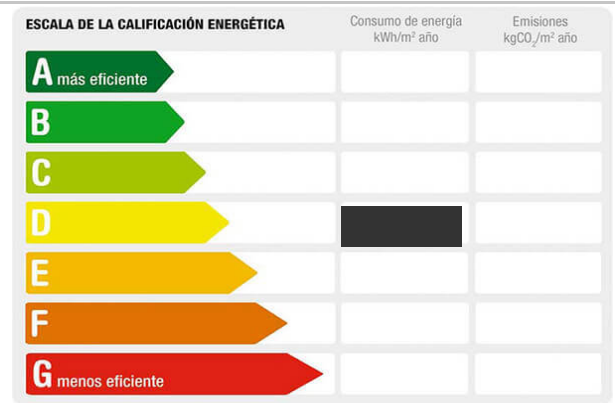 ESCALA DE LA CALIFICACIÓN ENERGÉTICA
Consumo de energía
kWh/m² año
Emisiones
kgCO₂/m² año
A más eficiente
B
C
D
E
F
G menos eficiente